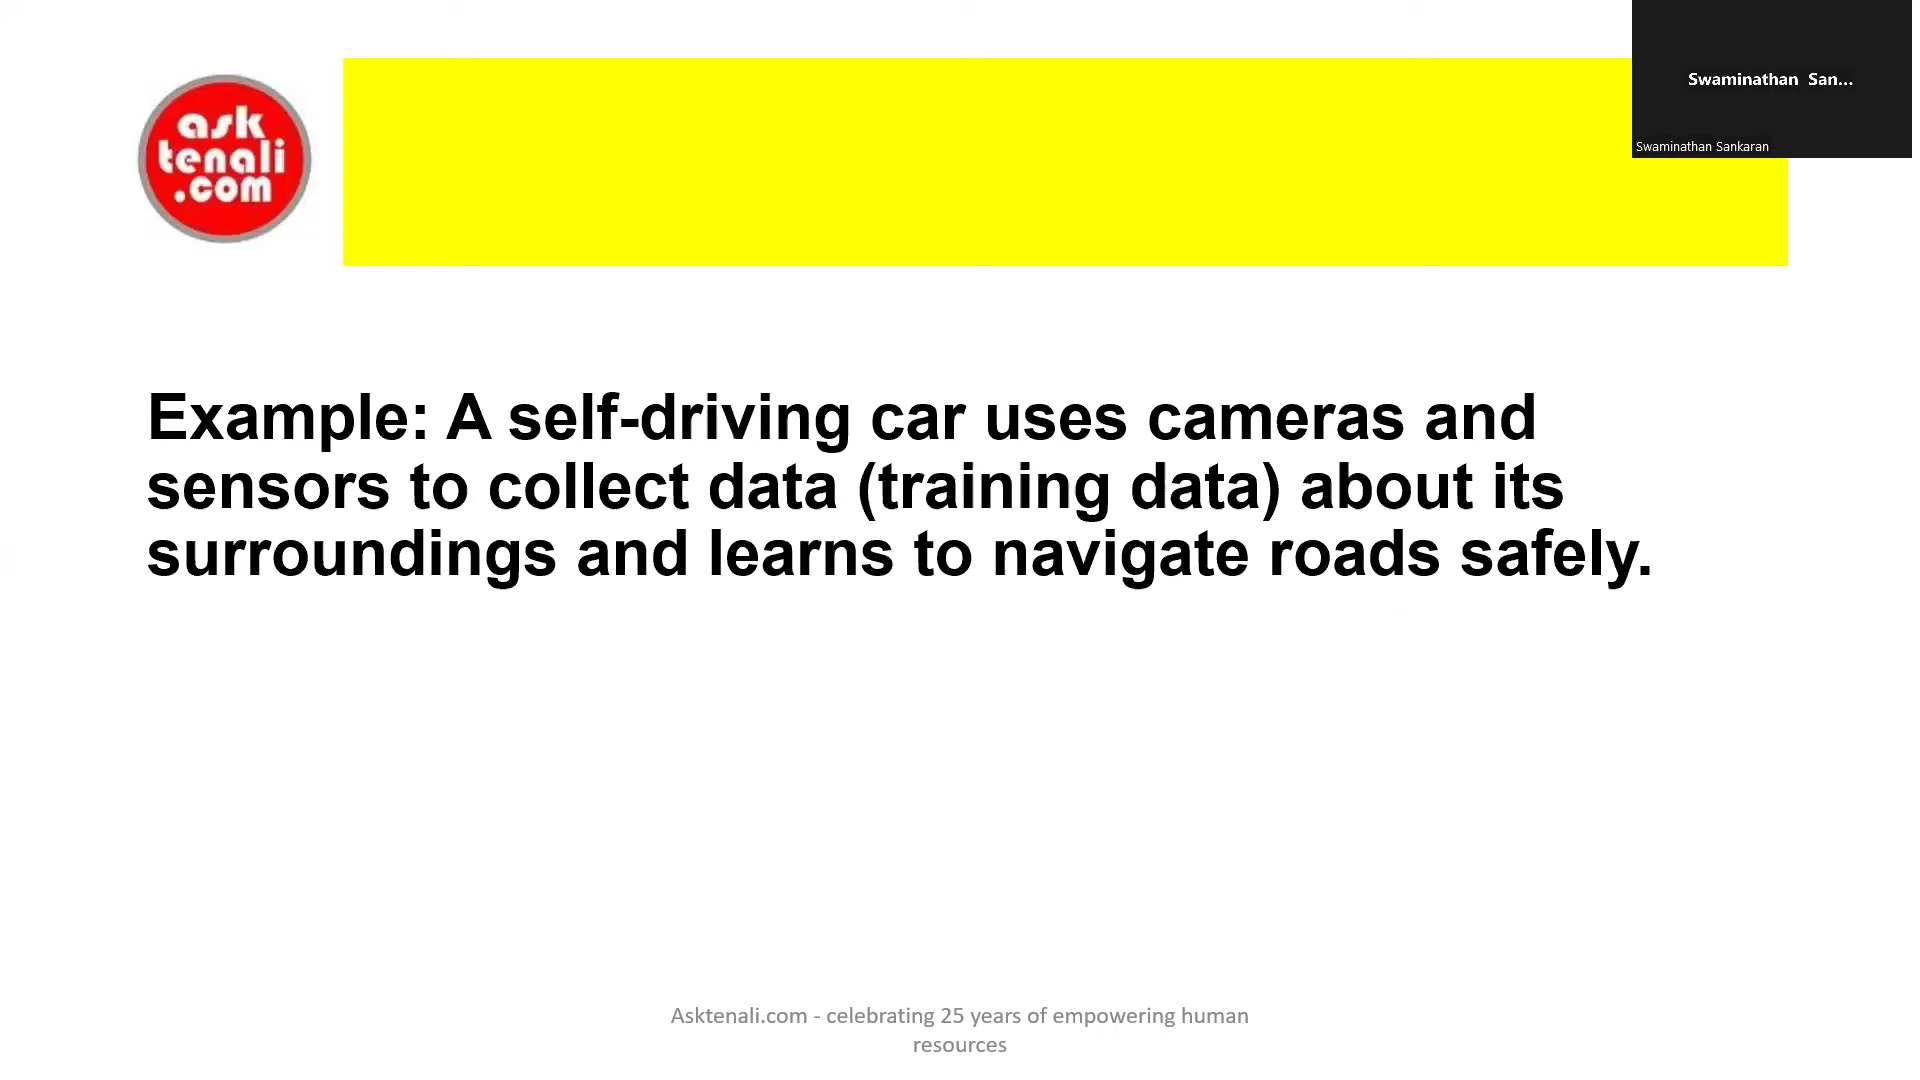 ask
tenali
.com
Swaminathan San...
Swaminathan Sankaran
Example: A self-driving car uses cameras and
sensors to collect data (training data) about its
surroundings and learns to navigate roads safely.
Asktenali.com - celebrating 25 years of empowering human
resources